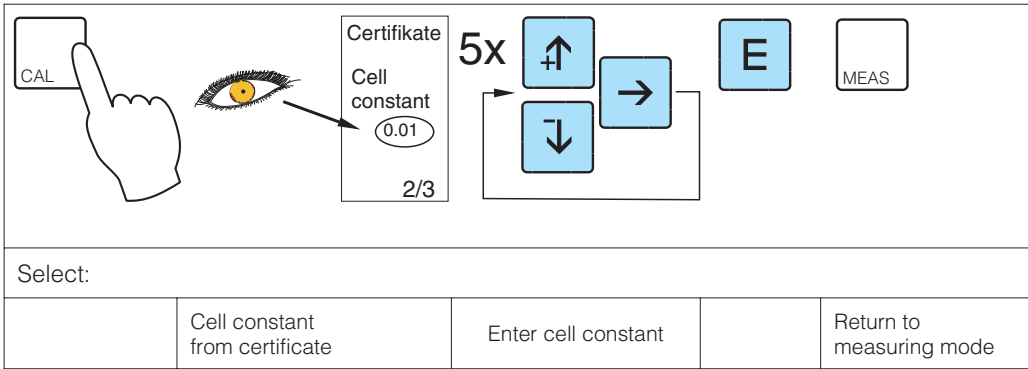 CAL
Certifikate
Cell
constant
0.01
2/3
5x
+
-
E
MEAS
Select:
Cell constant
from certificate
Enter cell constant
Return to
measuring mode